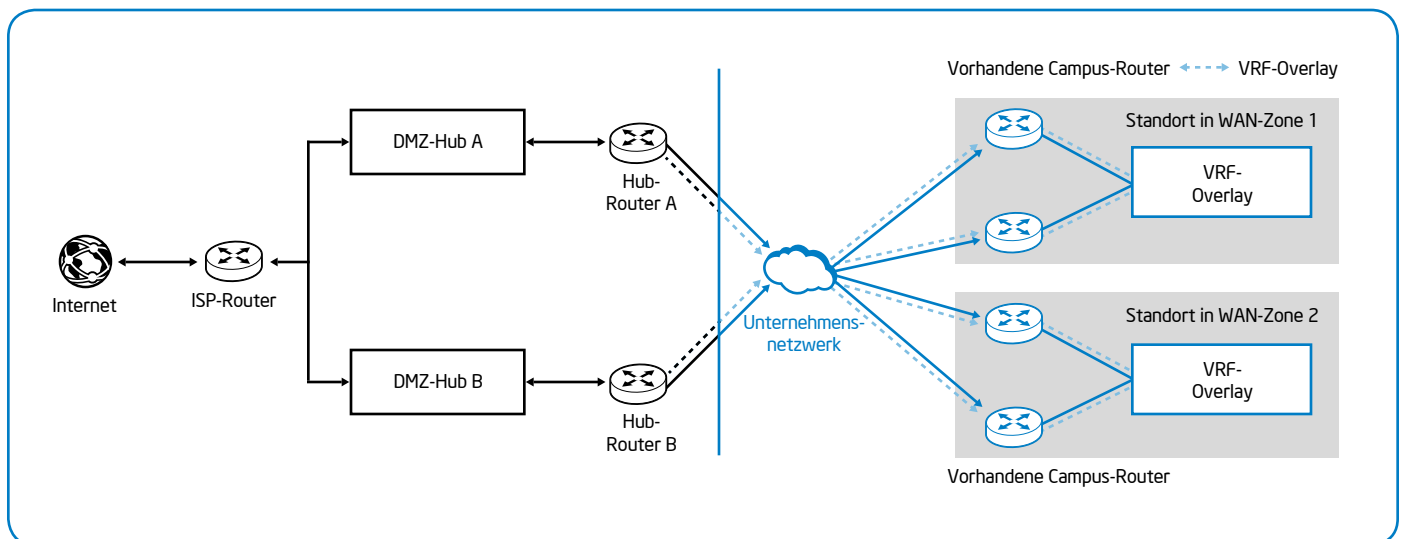 Vorhandene Campus-Router
VRF-Overlay
Standort in WAN-Zone 1
DMZ-Hub A
VRF-
Overlay
Hub-
Router A
Internet
ISP-Router
Unternehmens-
netzwerk
Standort in WAN-Zone 2
DMZ-Hub B
VRF-
Overlay
Hub-
Router B
Vorhandene Campus-Router